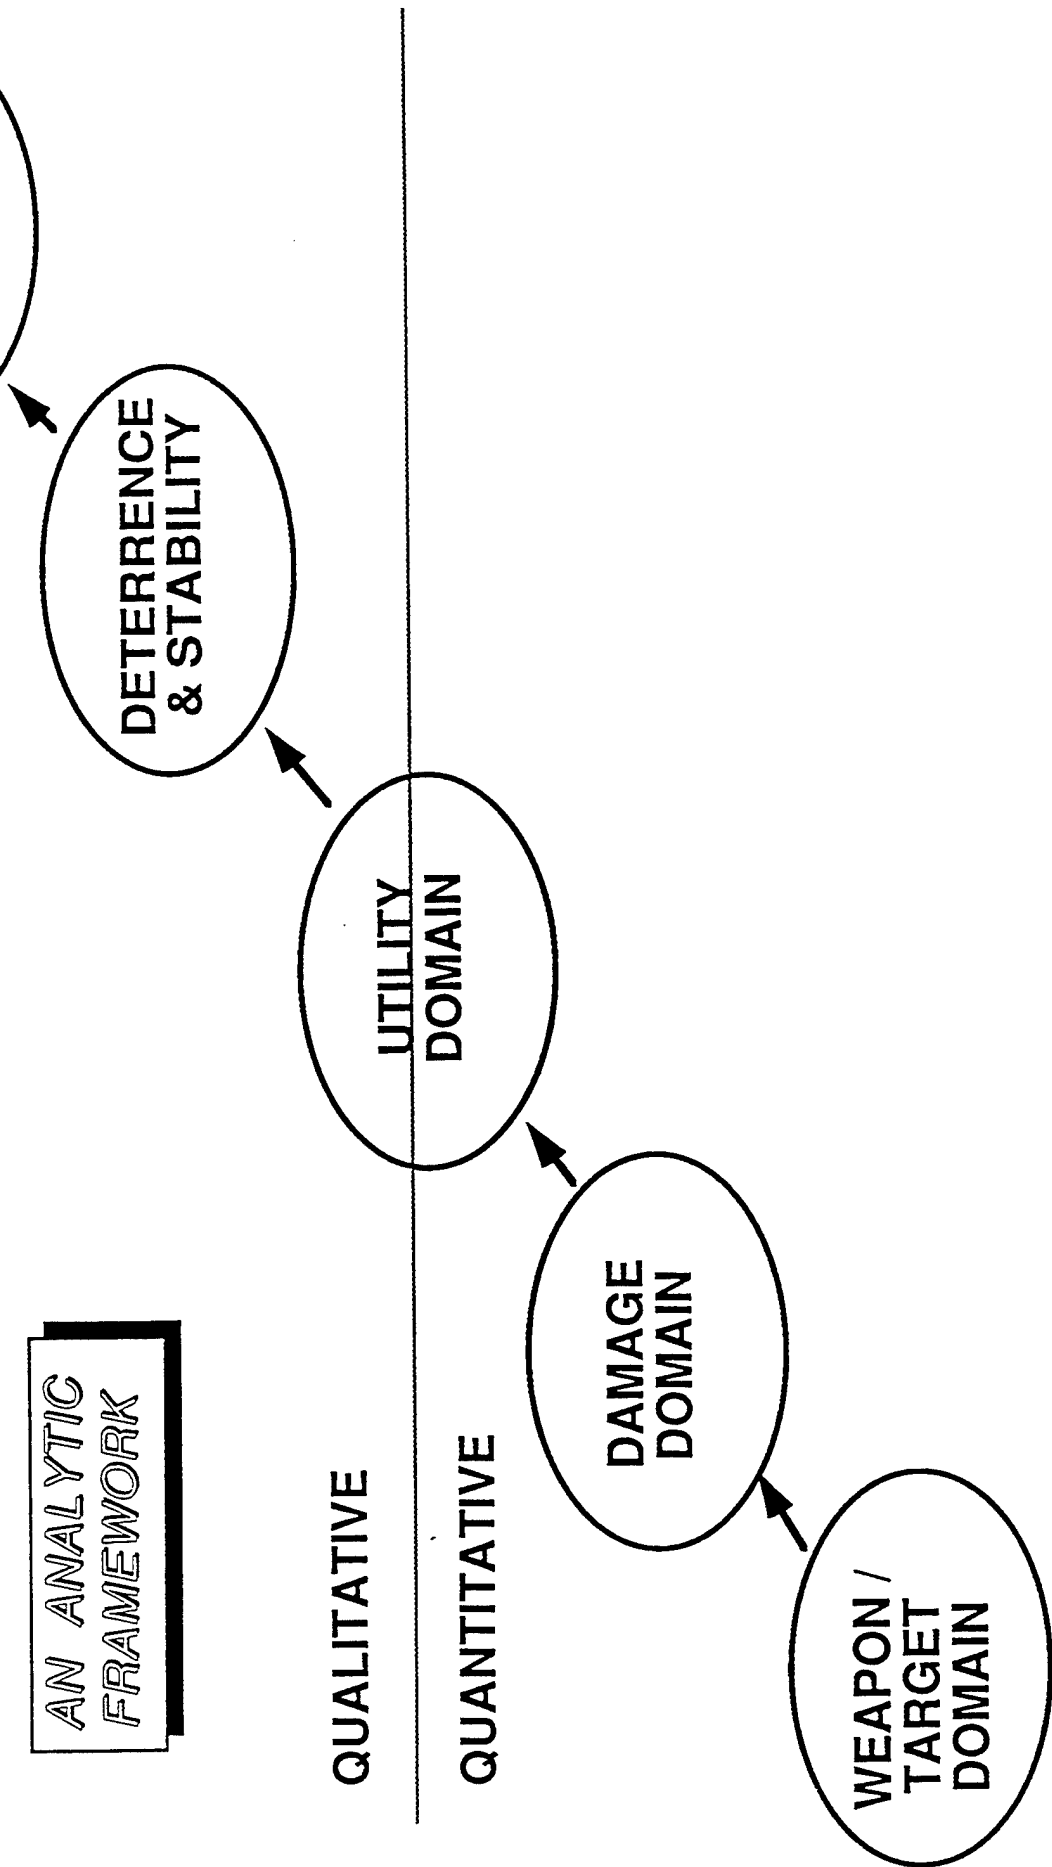 AN ANALYTIC
FRAMEWORK
DETERRENCE
& STABILITY
QUALITATIVE
UTILITY
DOMAIN
QUANTITATIVE
DAMAGE
DOMAIN
WEAPON /
TARGET
DOMAIN